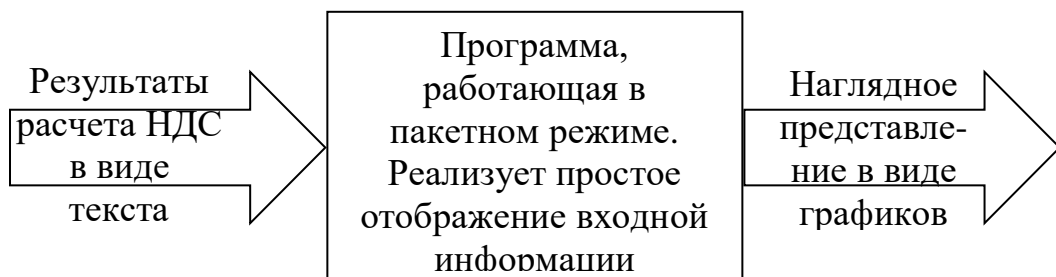 Результаты
расчета НДС
в виде
текста
Программа,
работающая в
пакетном режиме.
Реализует простое
отображение входной
информации
Наглядное
представле-
ние в виде
графиков